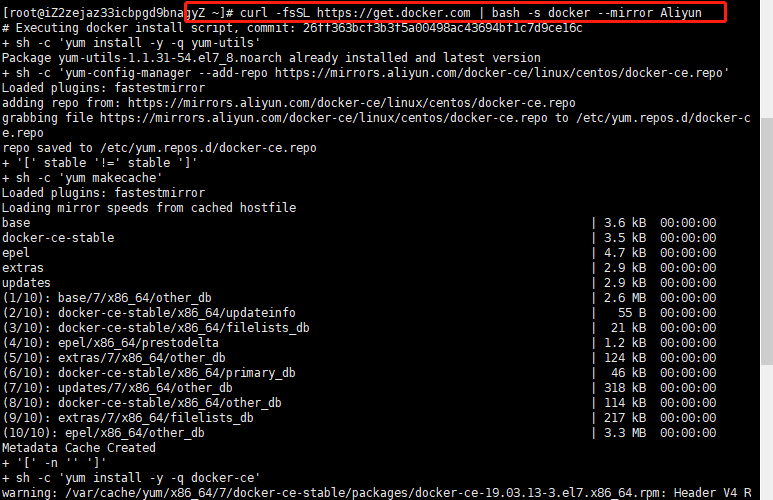 [root@iZ2zejaz33icbpgd9bnagyZ ~]# curl -fsSL https://get.docker.com | bash -s docker --mirror Aliyun
# Executing docker install script, commit: 26ff363bcf3b3f5a00498ac43694bf1c7d9ce16c
+ sh -c 'yum install -y -q yum-utils'
Package yum-utils-1.1.31-54.el7_8.noarch already installed and latest version
+ sh -c 'yum-config-manager --add-repo https://mirrors.aliyun.com/docker-ce/linux/centos/docker-ce.repo'
Loaded plugins: fastestmirror
adding repo from: https://mirrors.aliyun.com/docker-ce/linux/centos/docker-ce.repo
grabbing file https://mirrors.aliyun.com/docker-ce/linux/centos/docker-ce.repo to /etc/yum.repos.d/docker-c
e.repo
repo saved to /etc/yum.repos.d/docker-ce.repo
+ '[' stable '!=' stable ']'
+ sh -c 'yum makecache'
Loaded plugins: fastestmirror
Loading mirror speeds from cached hostfile
base | 3.6 kB 00:00:00
docker-ce-stable | 3.5 kB 00:00:00
epel | 4.7 kB 00:00:00
extras | 2.9 kB 00:00:00
updates | 2.9 kB 00:00:00
(1/10): base/7/x86_64/other_db | 2.6 MB 00:00:00
(2/10): docker-ce-stable/x86_64/updateinfo | 55 B 00:00:00
(3/10): docker-ce-stable/x86_64/filelists_db | 21 kB 00:00:00
(4/10): epel/x86_64/prestodelta | 1.2 kB 00:00:00
(5/10): extras/7/x86_64/other_db | 124 kB 00:00:00
(6/10): docker-ce-stable/x86_64/primary_db | 46 kB 00:00:00
(7/10): updates/7/x86_64/other_db | 318 kB 00:00:00
(8/10): docker-ce-stable/x86_64/other_db | 114 kB 00:00:00
(9/10): extras/7/x86_64/filelists_db | 217 kB 00:00:00
(10/10): epel/x86_64/other_db | 3.3 MB 00:00:00
Metadata Cache Created
+ '[' -n '' ']'
+ sh -c 'yum install -y -q docker-ce'
warning: /var/cache/yum/x86_64/7/docker-ce-stable/packages/docker-ce-19.03.13-3.el7.x86_64.rpm: Header V4 R